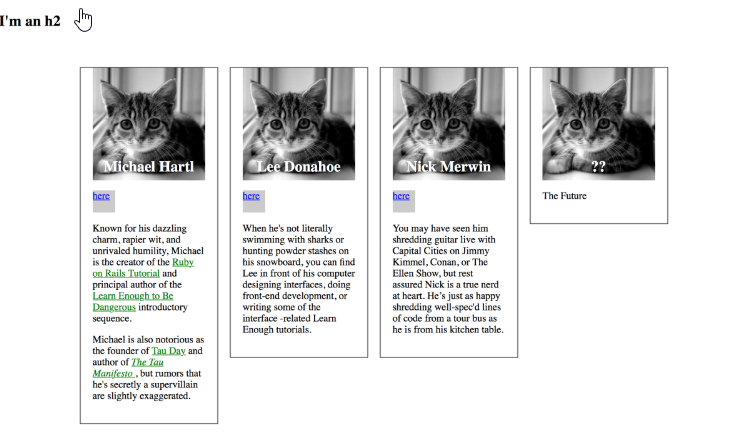 I'm an h2
Michael Hartl
here
Known for his dazzling
charm, rapier wit, and
unrivaled humility, Michael
is the creator of the Ruby
on Rails Tutorial and
principal author of the
Learn Enough to Be
Dangerous introductory
sequence.
Michael is also notorious as
the founder of Tau Day and
author of The Tau
Manifesto , but rumors that
he's secretly a supervillain
are slightly exaggerated.
Lee Donahoe
here
When he's not literally
swimming with sharks or
hunting powder stashes on
his snowboard, you can find
Lee in front of his computer
designing interfaces, doing
front-end development, or
writing some of the
interface -related Learn
Enough tutorials.
Nick Merwin
here
You may have seen him
shredding guitar live with
Capital Cities on Jimmy
Kimmel, Conan, or The
Ellen Show, but rest
assured Nick is a true nerd
at heart. He's just as happy
shredding well-spec'd lines
of code from a tour bus as
he is from his kitchen table.
??
The Future